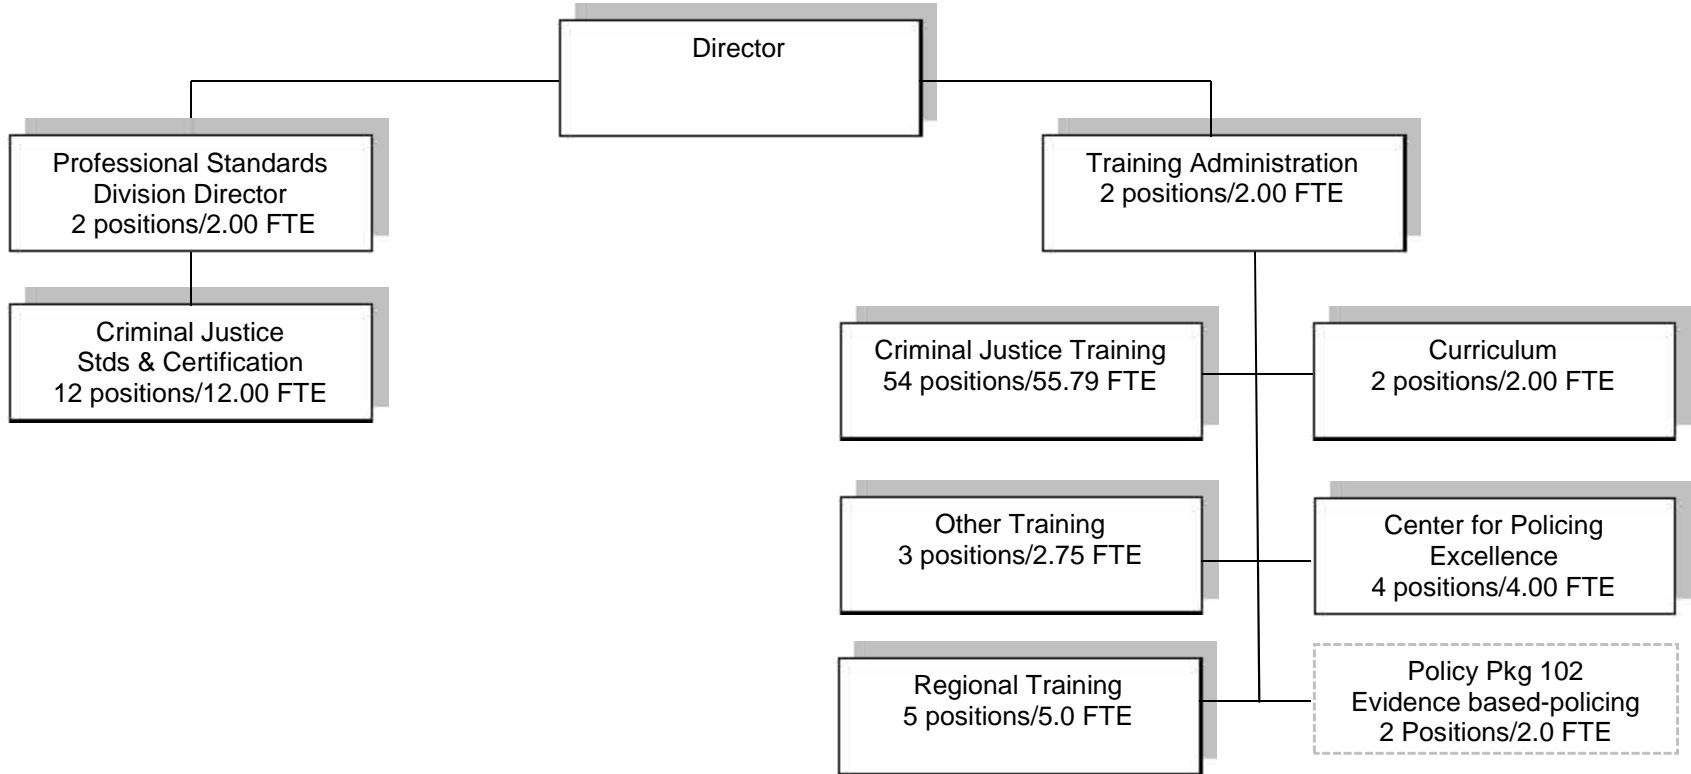 Director
Professional Standards
Division Director
2 positions/2.00 FTE
Training Administration
2 positions/2.00 FTE
Criminal Justice
Stds & Certification
12 positions/12.00 FTE
Criminal Justice Training
54 positions/55.79 FTE
Curriculum
2 positions/2.00 FTE
Other Training
3 positions/2.75 FTE
Center for Policing
Excellence
4 positions/4.00 FTE
Regional Training
5 positions/5.0 FTE
Policy Pkg 102
Evidence based-policing
2 Positions/2.0 FTE